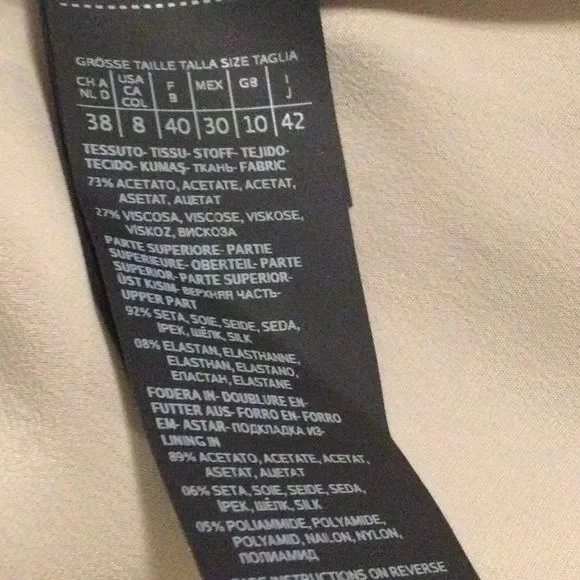 GRÖSSE TAILLE TALLA SIZE TAGLIA
CH A USA F MEX GB I
NL D CA B J
COL
38 8 40 30 10 42
TESSUTO- TISSU- STOFF- TEJIDO-
TECIDO- KUMAŞ- ТКАНЬ- FABRIC
73% ACETATO, ACETATE, ACETAT,
ASETAT, АЦЕТАТ
27% VISCOSA, VISCOSE, VISKOSE,
VISKOZ, ВИСКОЗА
PARTE SUPERIORE- PARTIE
SUPERIEURE- OBERTEIL- PARTE
SUPERIOR-PARTE SUPERIOR-
ÜST KISIM- ВЕРХНЯЯ ЧАСТЬ-
UPPER PART
92% SETA, SOIE, SEIDE, SEDA,
İPEK, ШЁЛК, SILK
08% ELASTAN, ELASTHANNE,
ELASTHAN, ELASTANO,
ЕПАСТАН, ELASTANE
FODERA IN- DOUBLURE EN-
FUTTER AUS- FORRO EN- FORRO
EM- ASTAR- ПОДКЛАДКА ИЗ-
LINING IN
89% ACETATO, ACETATE, ACETAT,
ASETAT, АЦЕТАТ
06% SETA, SOIE, SEIDE, SEDA,
İPEK, ШЁЛК, SILK
05% POLIAMMIDE, POLYAMIDE,
POLYAMID, NAILON, NYLON,
ПОЛИАМИД
INSTRUCTIONS ON REVERSE